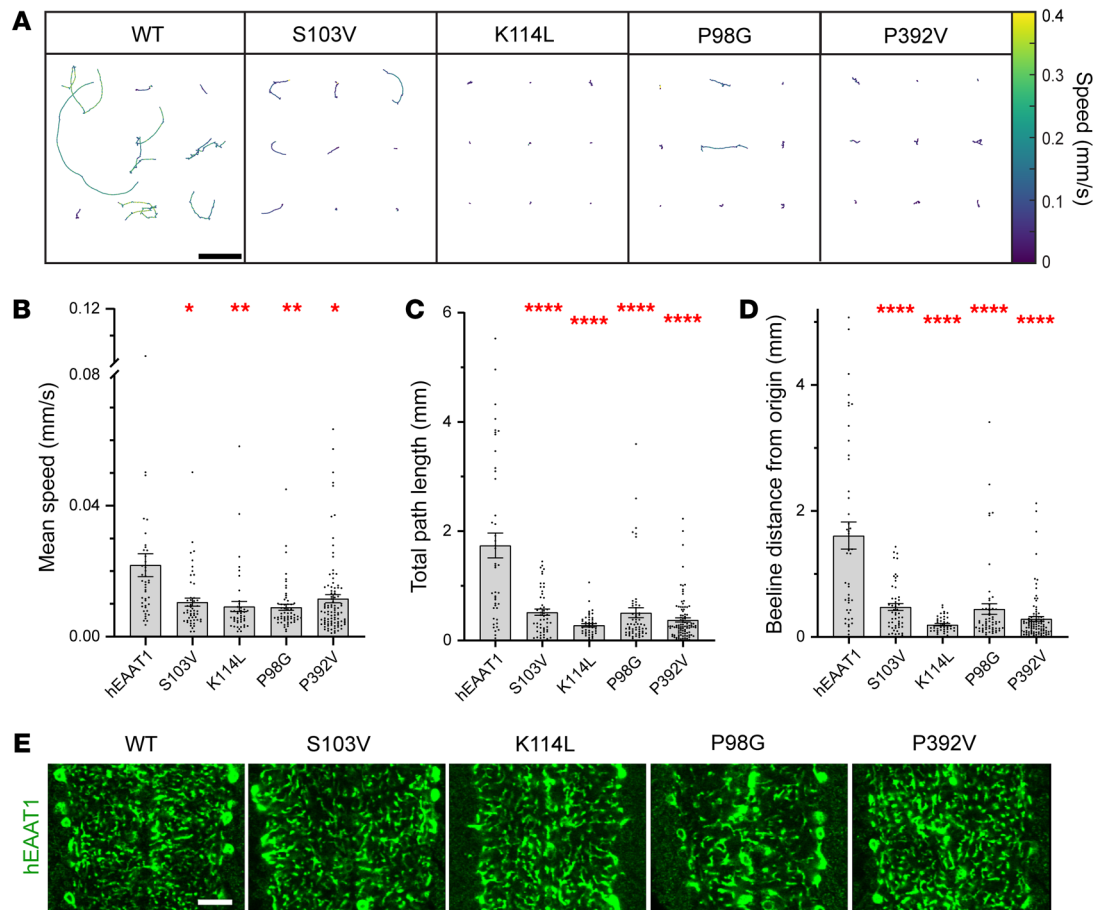 A
WT S103V K114L P98G P392V
0.4
0.3
0.2
0.1
0
Speed (mm/s)
B
0.12
0.08
0.04
0.00
Mean speed (mm/s)
* ** ** *
hEAAT1 S103V K114L P98G P392V
C
6
4
2
0
Total path length (mm)
**** **** **** ****
hEAAT1 S103V K114L P98G P392V
D
4
2
0
Beeline distance from origin (mm)
**** **** **** ****
hEAAT1 S103V K114L P98G P392V
E
WT S103V K114L P98G P392V
hEAAT1